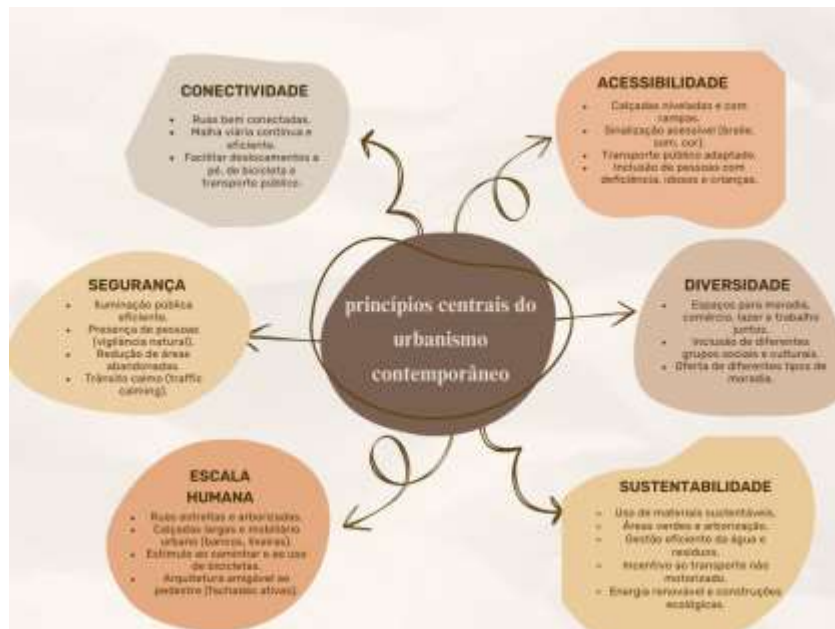 CONECTIVIDADE
• Ruas bem conectadas.
• Malha viária contínua e
eficiente.
• Facilitar deslocamentos a
pé, de bicicleta e
transporte público.
ACESSIBILIDADE
• Calçadas niveladas e com
rampas.
• Sinalização acessível (braile,
som, cor).
• Transporte público adaptado.
• Inclusão de pessoas com
deficiência, idosos e crianças.
SEGURANÇA
• Iluminação pública
eficiente.
• Presença de pessoas
(vigilância natural).
• Redução de áreas
abandonadas.
• Trânsito calmo (traffic
calming).
princípios centrais do
urbanismo
contemporâneo
DIVERSIDADE
• Espaços para moradia,
comércio, lazer e trabalho
juntos.
• Inclusão de diferentes
grupos sociais e culturais.
• Oferta de diferentes tipos de
moradia.
ESCALA
HUMANA
• Ruas estreitas e arborizadas.
• Calçadas largas e mobiliário
urbano (bancos, lixeiras).
• Estímulo ao caminhar e ao uso
de bicicletas.
• Arquitetura amigável ao
pedestre (fachadas ativas).
SUSTENTABILIDADE
• Uso de materiais sustentáveis.
• Áreas verdes e arborização.
• Gestão eficiente da água e
resíduos.
• Incentivo ao transporte não
motorizado.
• Energia renovável e construções
ecológicas.